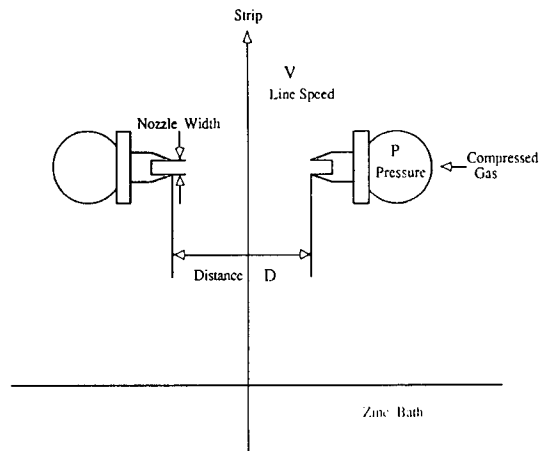 Strip
V
Line Speed
Nozzle Width
P
Pressure
Compressed
Gas
Distance D
Zinc Bath